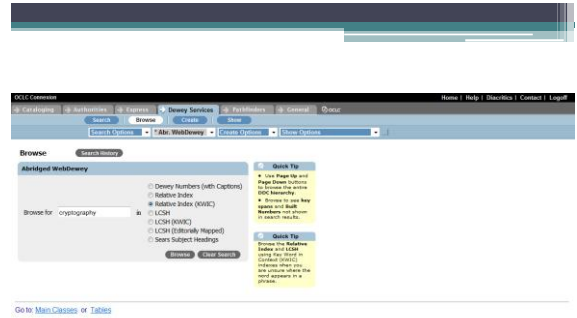 OCLC Connexion
Home | Help | Diacritics | Contact | Logoff
Cataloging Authorities Express Dewey Services Pathfinders General OCLC
Search Browse Create Show
Search Options *Abr. WebDewey Create Options Show Options
Browse Search History
Abridged WebDewey
Browse for cryptography in
Dewey Numbers (with Captions)
Relative Index
Relative Index (KWIC)
LCSH
LCSH (KWIC)
LCSH (Editorially Mapped)
Sears Subject Headings
Browse Clear Search
Quick Tip
Use Page Up and
Page Down buttons
to browse the entire
DDC hierarchy.
Browse to see key
spans and Built
Numbers not shown
in search results.
Quick Tip
Browse the Relative
Index and LCSH
using Key Word in
Context (KWIC)
indexes when you
are unsure where the
word appears in a
phrase.
Go to: Main Classes or Tables